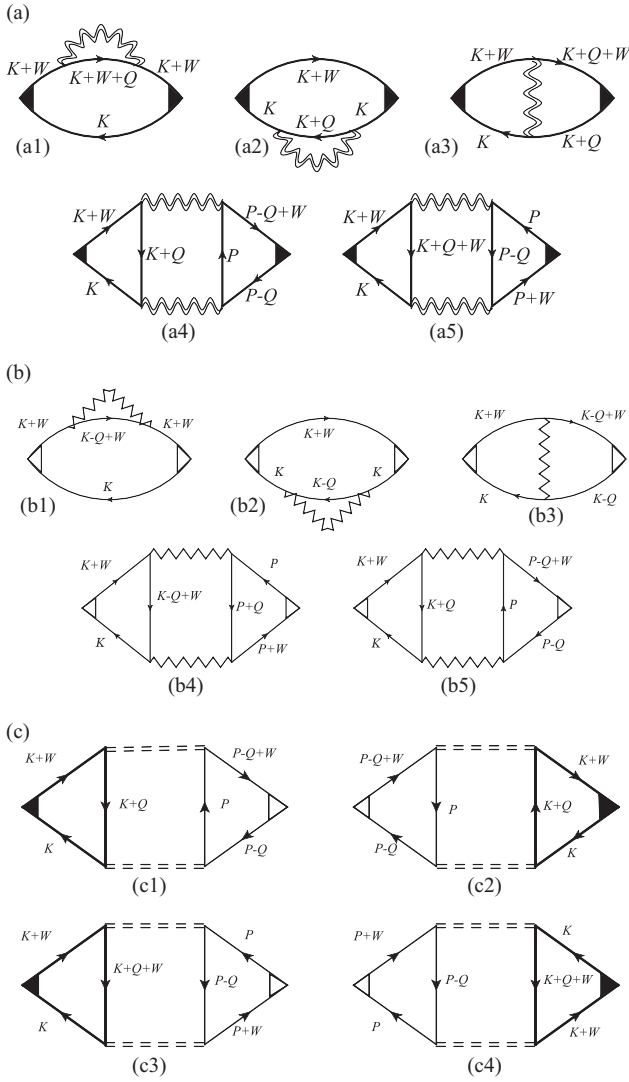 (a)
K+W K+W+Q K+W
K
(a1)
K+W
K K+Q K
(a2)
K+W K+Q+W
K K+Q
(a3)
K+W K+Q P P-Q+W
K P-Q
(a4)
K+W K+Q+W P-Q P
K P+W
(a5)
(b)
K+W K-Q+W K+W
K
(b1)
K+W
K K-Q K
(b2)
K+W K-Q+W
K K-Q
(b3)
K+W K-Q+W P+Q P
K P+W
(b4)
K+W K+Q P P-Q+W
K P-Q
(b5)
(c)
K+W K+Q P P-Q+W
K P-Q
(c1)
P-Q+W P K+Q K+W
P-Q K
(c2)
K+W K+Q+W P-Q P
K P+W
(c3)
P+W P-Q K+Q+W K
P K+W
(c4)